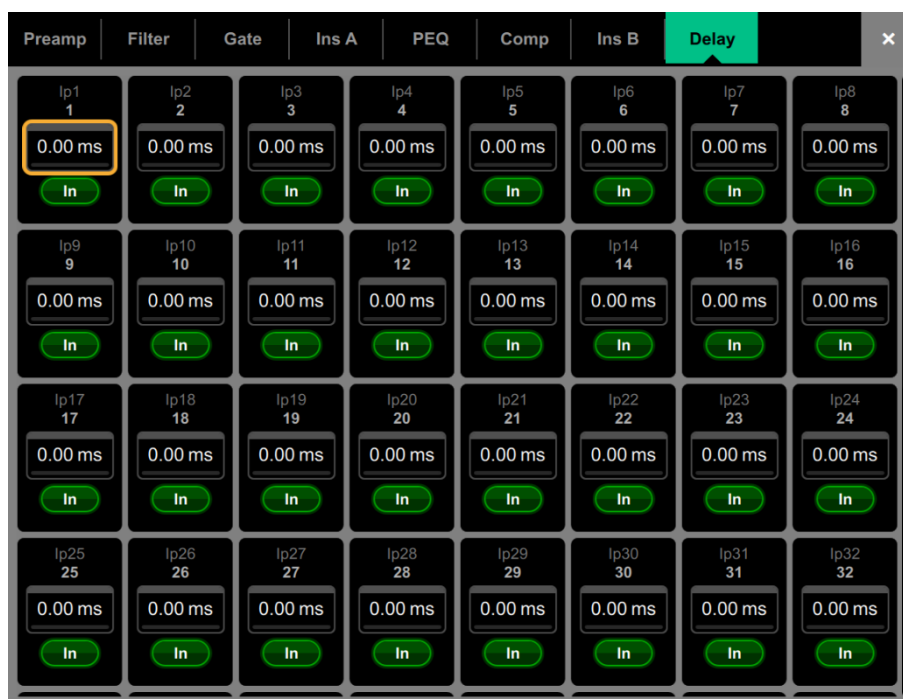 Preamp Filter Gate Ins A PEQ Comp Ins B Delay ×
Ip1 Ip2 Ip3 Ip4 Ip5 Ip6 Ip7 Ip8
1 2 3 4 5 6 7 8
0.00 ms 0.00 ms 0.00 ms 0.00 ms 0.00 ms 0.00 ms 0.00 ms 0.00 ms
In In In In In In In In
Ip9 Ip10 Ip11 Ip12 Ip13 Ip14 Ip15 Ip16
9 10 11 12 13 14 15 16
0.00 ms 0.00 ms 0.00 ms 0.00 ms 0.00 ms 0.00 ms 0.00 ms 0.00 ms
In In In In In In In In
Ip17 Ip18 Ip19 Ip20 Ip21 Ip22 Ip23 Ip24
17 18 19 20 21 22 23 24
0.00 ms 0.00 ms 0.00 ms 0.00 ms 0.00 ms 0.00 ms 0.00 ms 0.00 ms
In In In In In In In In
Ip25 Ip26 Ip27 Ip28 Ip29 Ip30 Ip31 Ip32
25 26 27 28 29 30 31 32
0.00 ms 0.00 ms 0.00 ms 0.00 ms 0.00 ms 0.00 ms 0.00 ms 0.00 ms
In In In In In In In In